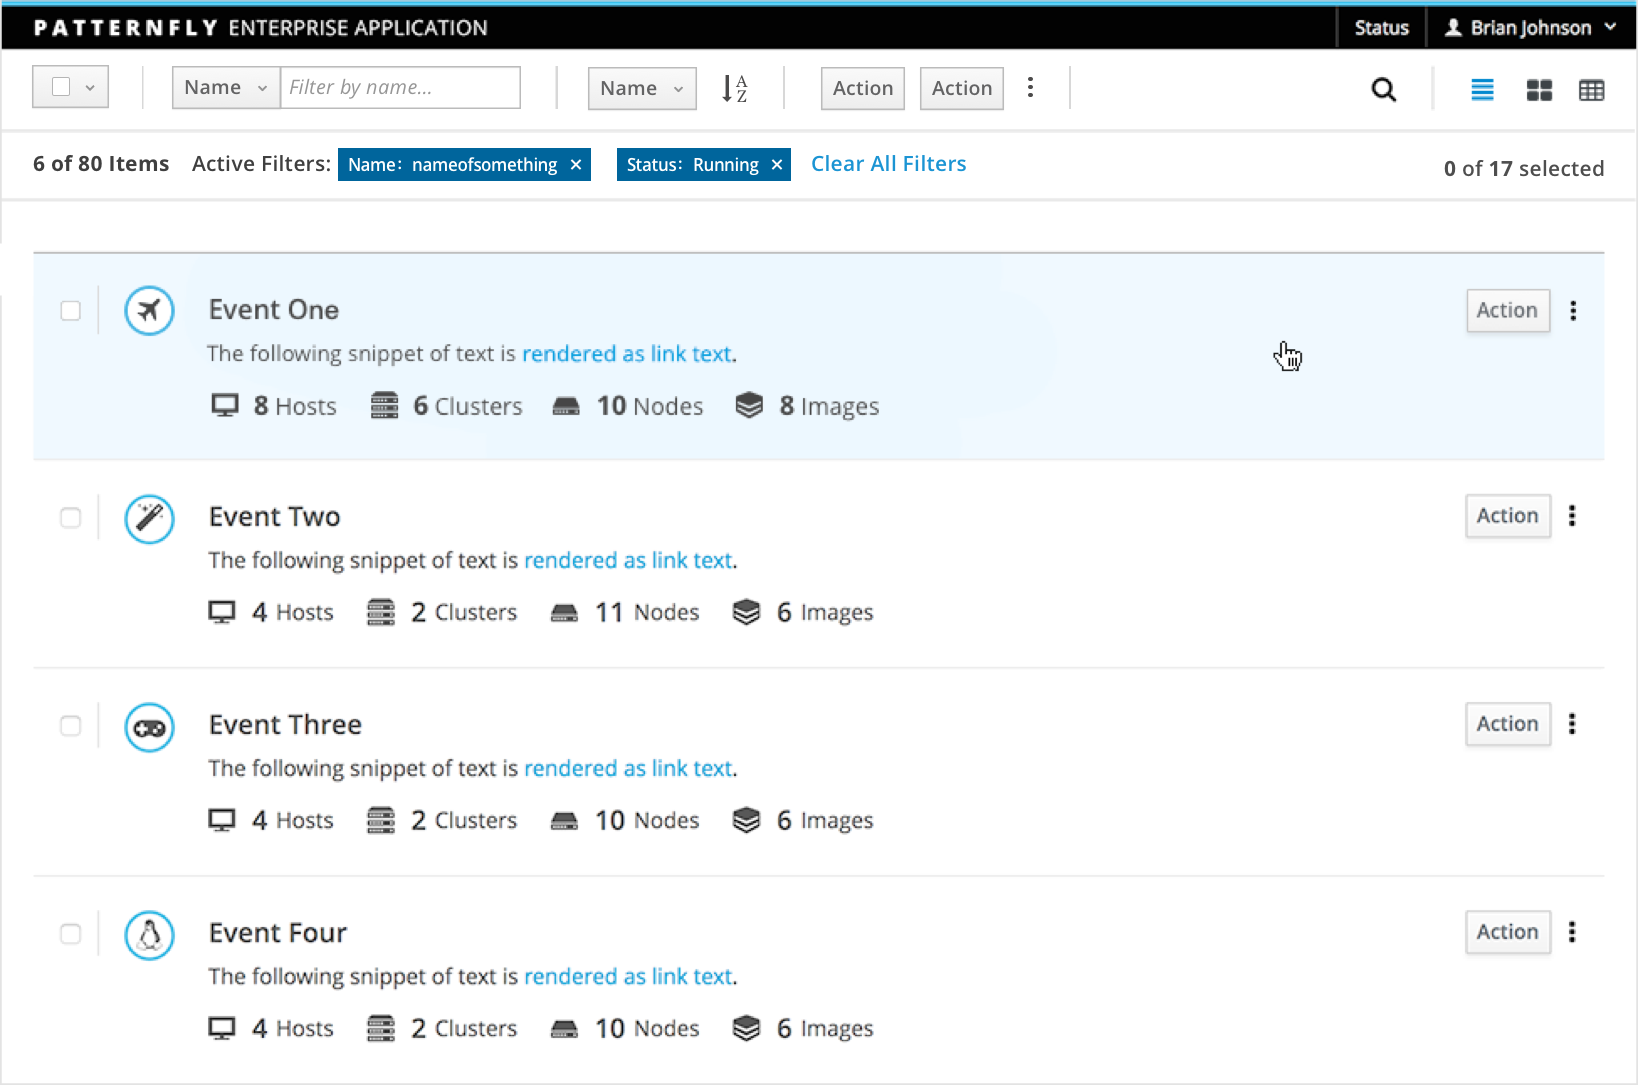 PATTERNFLY ENTERPRISE APPLICATION Status Brian Johnson
Name Filter by name... Name A Z Action Action
6 of 80 Items Active Filters: Name: nameofsomething × Status: Running × Clear All Filters 0 of 17 selected
Event One Action
The following snippet of text is rendered as link text.
8 Hosts 6 Clusters 10 Nodes 8 Images
Event Two Action
The following snippet of text is rendered as link text.
4 Hosts 2 Clusters 11 Nodes 6 Images
Event Three Action
The following snippet of text is rendered as link text.
4 Hosts 2 Clusters 10 Nodes 6 Images
Event Four Action
The following snippet of text is rendered as link text.
4 Hosts 2 Clusters 10 Nodes 6 Images